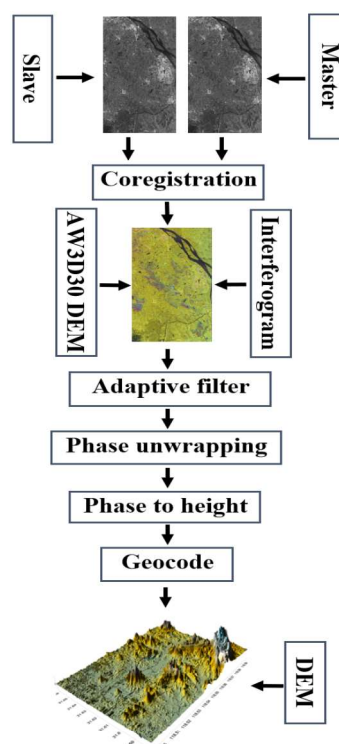 Slave
Master
Coregistration
AW3D30 DEM
Interferogram
Adaptive filter
Phase unwrapping
Phase to height
Geocode
DEM